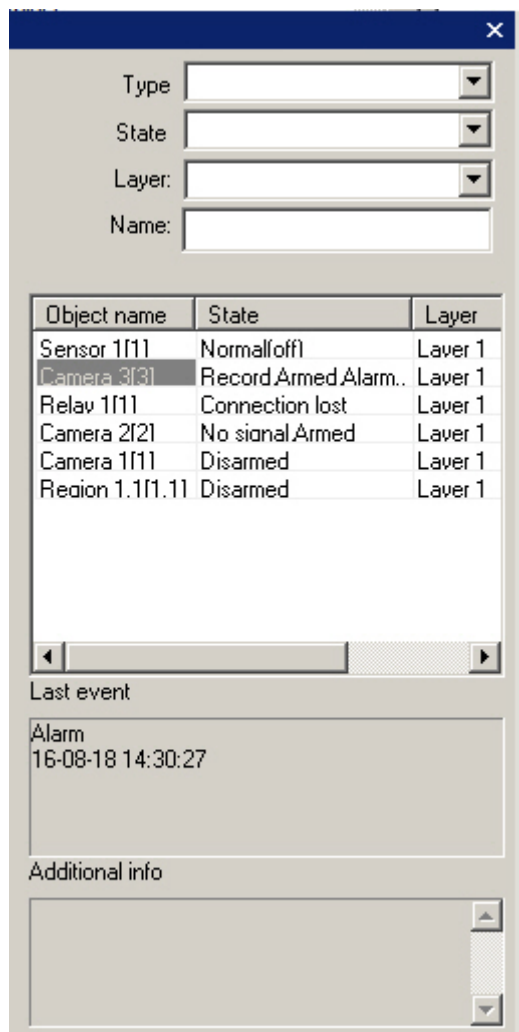 Type
State
Layer:
Name:
Object name State Layer
Sensor 1[1] Normal(off) Layer 1
Camera 3[3] Record,Armed,Alarm.. Layer 1
Relay 1[1] Connection lost Layer 1
Camera 2[2] No signal,Armed Layer 1
Camera 1[1] Disarmed Layer 1
Region 1.1[1.1] Disarmed Layer 1
Last event
Alarm
16-08-18 14:30:27
Additional info